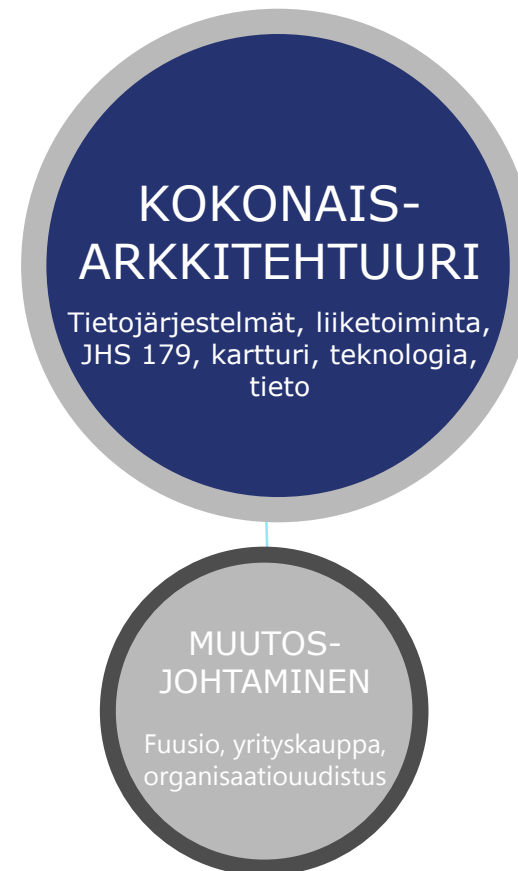 KOKONAIS-
ARKKITEHTUURI
Tietojärjestelmät, liiketoiminta,
JHS 179, kartturi, teknologia,
tieto
MUUTOS-
JOHTAMINEN
Fuusio, yrityskauppa,
organisaatiouudistus